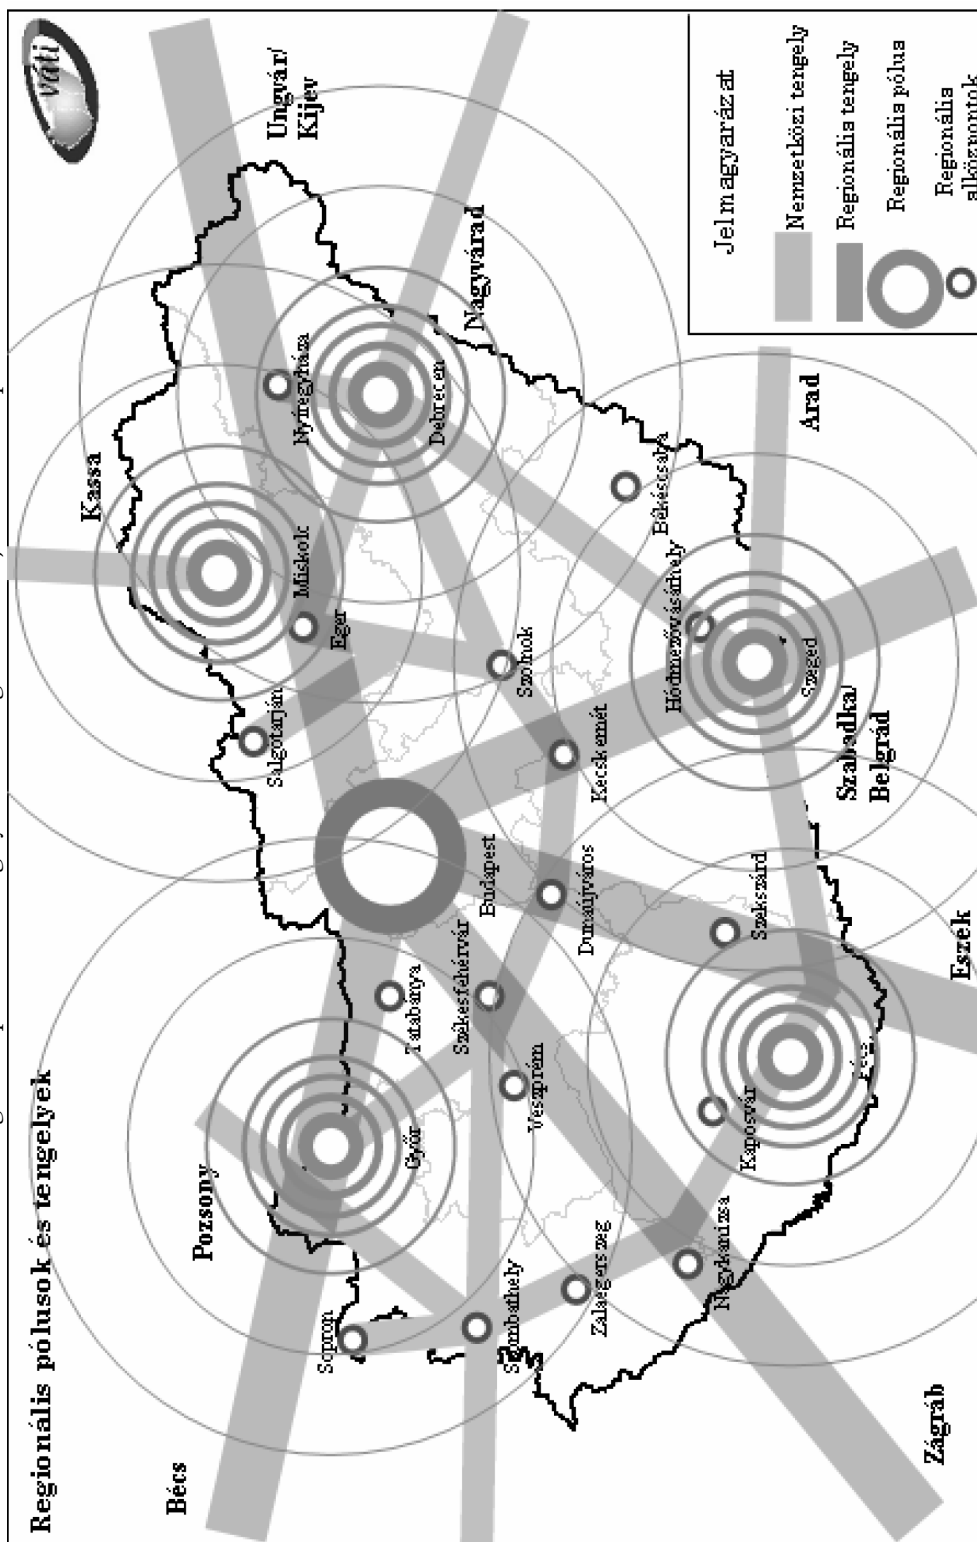 Regionális pólusok és tengelyek
váti
Ungvár/
Kijev
Kassa
Nagyvárad
Nyíregyháza
Debrecen
Miskolc
Eger
Salgótarján
Szolnok
Békéscsaba
Arad
Hódmezővásárhely
Szeged
Szabadka/
Belgrád
Kecskemét
Budapest
Dunaújváros
Szekszárd
Eszék
Székesfehérvár
Tatabánya
Veszprém
Kaposvár
Pécs
Győr
Pozsony
Sopron
Szombathely
Zalaegerszeg
Nagykanizsa
Bécs
Zágráb
Jelmagyarázat
Nemzetközi tengely
Regionális tengely
Regionális pólus
Regionális
alközpontok